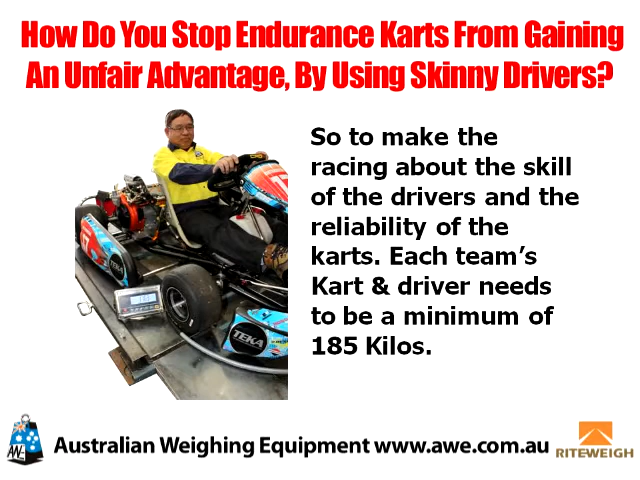 How Do You Stop Endurance Karts From Gaining
An Unfair Advantage, By Using Skinny Drivers?
So to make the
racing about the skill
of the drivers and the
reliability of the
karts. Each team’s
Kart & driver needs
to be a minimum of
185 Kilos.
17
TEKA
TEKA
Australian Weighing Equipment www.awe.com.au
RITEWEIGH